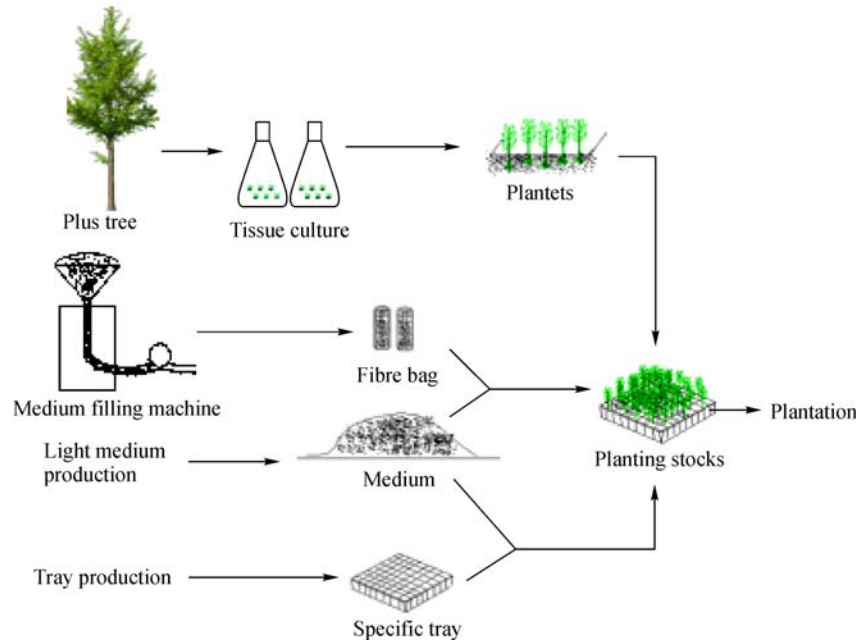 Plus tree
Tissue culture
Plantets
Medium filling machine
Fibre bag
Light medium
production
Medium
Planting stocks
Plantation
Tray production
Specific tray